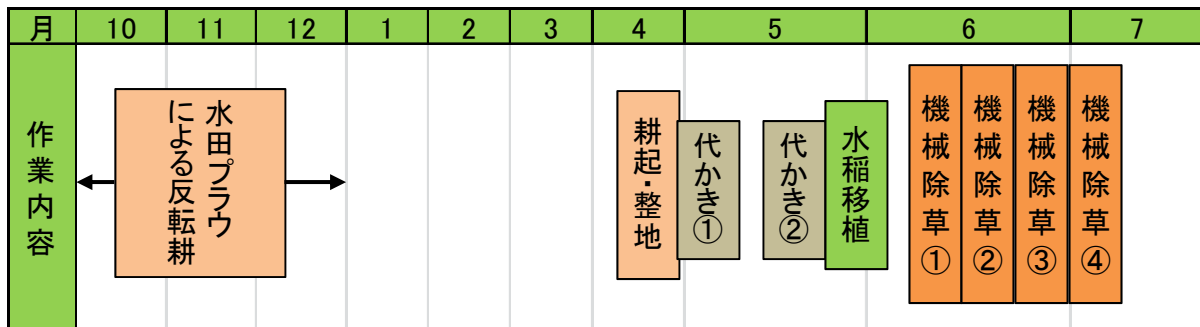 月
10
11
12
1
2
3
4
5
6
7
作業内容
水田プラウ
による反転耕
耕起・整地
代かき①
代かき②
水稲移植
機械除草①
機械除草②
機械除草③
機械除草④